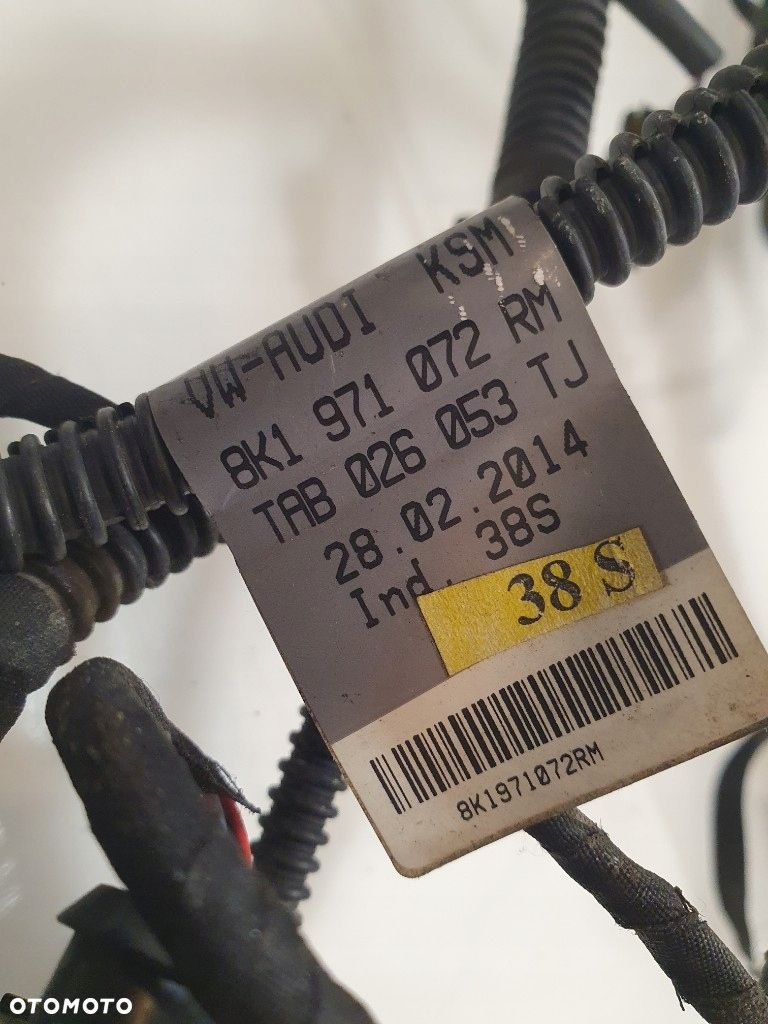 VW-AUDI KSM
8K1 971 072 RM
TAB 026 053 TJ
28.02.2014
Ind. 38S
38 S
8K1971072RM
OTOMOTO